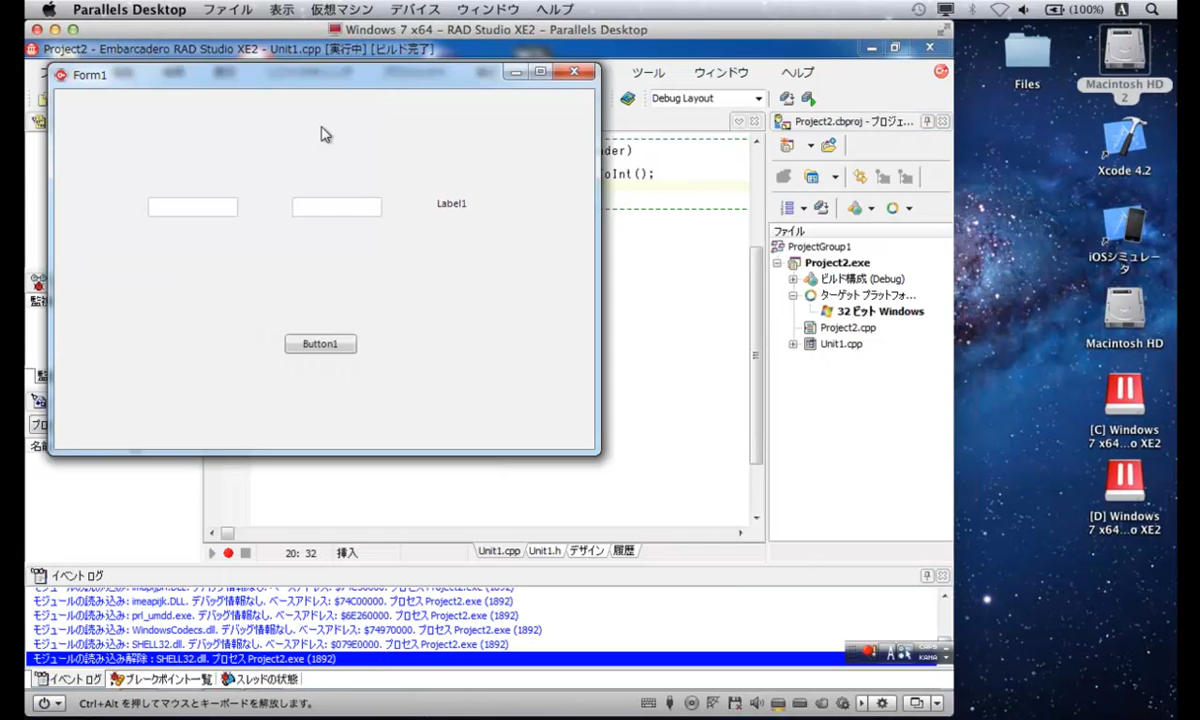 Parallels Desktop ファイル 表示 仮想マシン デバイス ウィンドウ ヘルプ (100%) A
Windows 7 x64 – RAD Studio XE2 – Parallels Desktop
Project2 - Embarcadero RAD Studio XE2 - Unit1.cpp [実行中] [ビルド完了]
Form1
ツール ウィンドウ ヘルプ
Debug Layout
Project2.cbproj - プロジェ...
der)
oInt();
Label1
Button1
ファイル
ProjectGroup1
Project2.exe
ビルド構成 (Debug)
ターゲット プラットフォ...
32 ビット Windows
Project2.cpp
Unit1.cpp
20: 32 挿入 Unit1.cpp Unit1.h デザイン 履歴
イベント ログ
モジュールの読み込み: imeapijk.DLL. デバッグ情報なし. ベースアドレス: $74C00000. プロセス Project2.exe (1892)
モジュールの読み込み: prl_umdd.exe. デバッグ情報なし. ベースアドレス: $6E260000. プロセス Project2.exe (1892)
モジュールの読み込み: WindowsCodecs.dll. デバッグ情報なし. ベースアドレス: $74970000. プロセス Project2.exe (1892)
モジュールの読み込み: SHELL32.dll. デバッグ情報なし. ベースアドレス: $079E0000. プロセス Project2.exe (1892)
モジュールの読み込み解除 : SHELL32.dll. プロセス Project2.exe (1892)
CAPS
KANA
イベント ログ ブレークポイント一覧 スレッドの状態
Ctrl+Alt を押してマウスとキーボードを解放します。
Files
Macintosh HD
2
Xcode 4.2
iOSシミュレー
タ
Macintosh HD
[C] Windows
7 x64...o XE2
[D] Windows
7 x64...o XE2